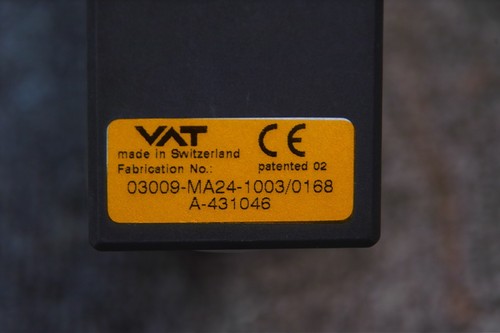 VAT CE
made in Switzerland
Fabrication No.: patented 02
03009-MA24-1003/0168
A-431046